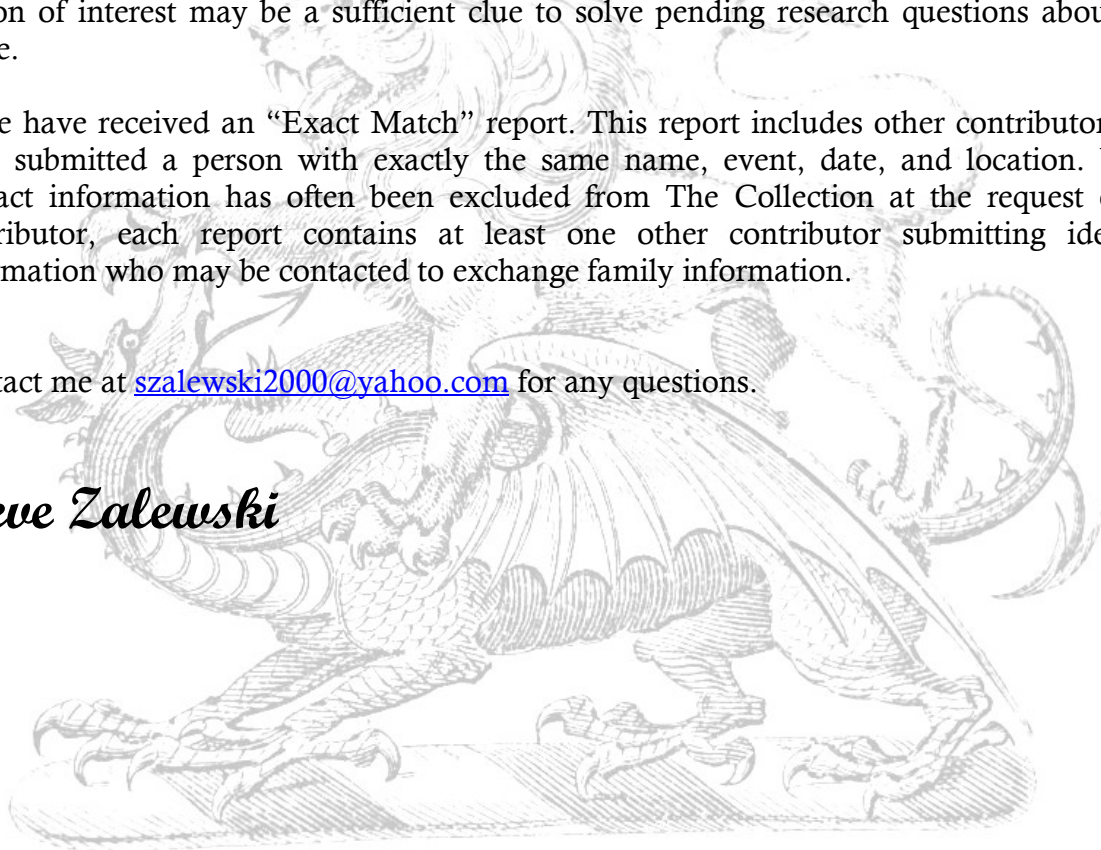 on of interest may be a sufficient clue to solve pending research questions abou
e.
e have received an “Exact Match” report. This report includes other contributor
submitted a person with exactly the same name, event, date, and location.
act information has often been excluded from The Collection at the request
ributor, each report contains at least one other contributor submitting ide
rmation who may be contacted to exchange family information.
tact me at szalewski2000@yahoo.com for any questions.
eve Zalewski